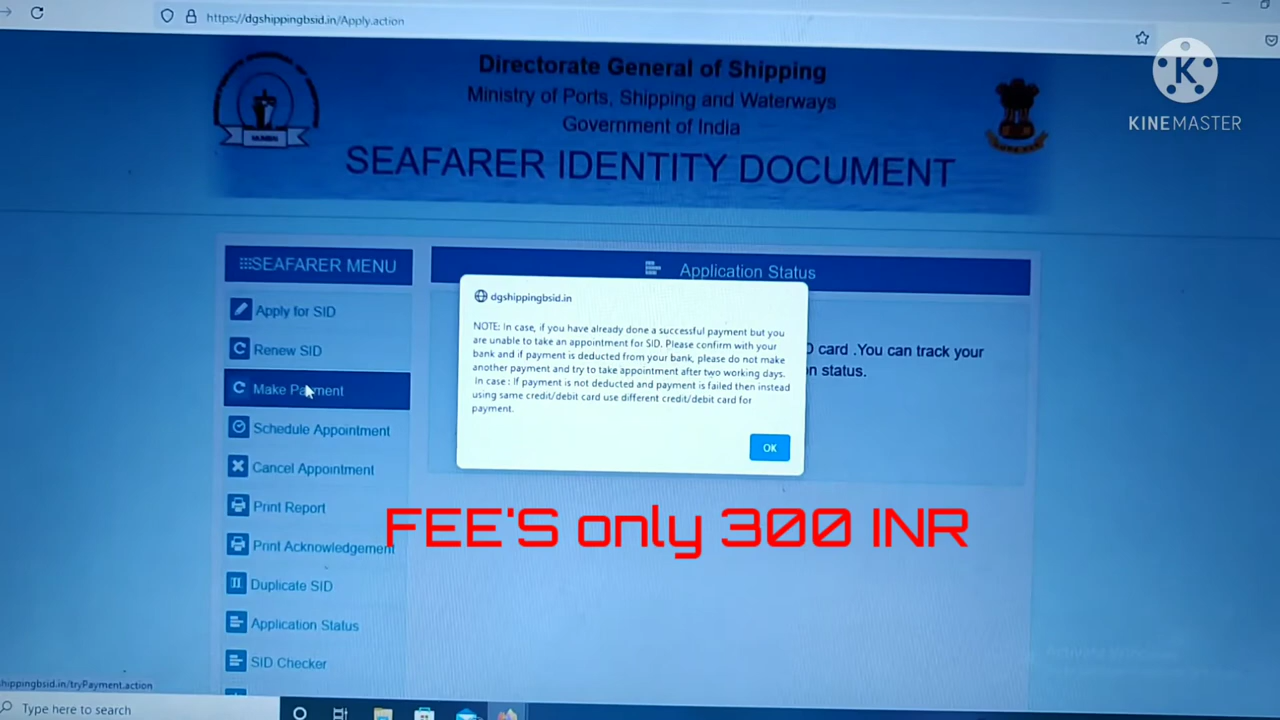 https://dgshippingbsid.in/Apply.action
Directorate General of Shipping
Ministry of Ports, Shipping and Waterways
Government of India
SEAFARER IDENTITY DOCUMENT
K
KINEMASTER
SEAFARER MENU
Application Status
Apply for SID
Renew SID
Make Payment
Schedule Appointment
Cancel Appointment
Print Report
Print Acknowledgement
Duplicate SID
Application Status
SID Checker
dgshippingbsid.in
NOTE: In case, if you have already done a successful payment but you
are unable to take an appointment for SID. Please confirm with your
bank and if payment is deducted from your bank, please do not make
another payment and try to take appointment after two working days.
In case : If payment is not deducted and payment is failed then instead
using same credit/debit card use different credit/debit card for
payment.
OK
card .You can track your
status.
FEE'S only 300 INR
hippingbsid.in/tryPayment.action
Type here to search